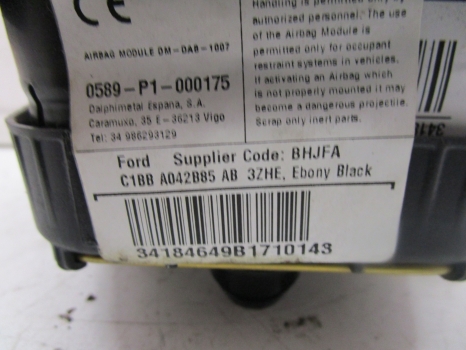 CE
AIRBAG MODULE DM-DAB-1007
0589-P1-000175
Dalphimetal Espana, S.A.
Caramuxo, 35 E-36213 Vigo
Tel: 34 986293129
Handling is permitted only by
authorized personnel. The use
of the Airbag Module is
permitted only for occupant
restraint systems in vehicles.
If activating an Airbag which
is not properly mounted it may
become a dangerous projectile.
Scrap only inert parts.
3418
Ford Supplier Code: BHJFA
C1BB A042B85 AB 3ZHE, Ebony Black
34184649B1710143